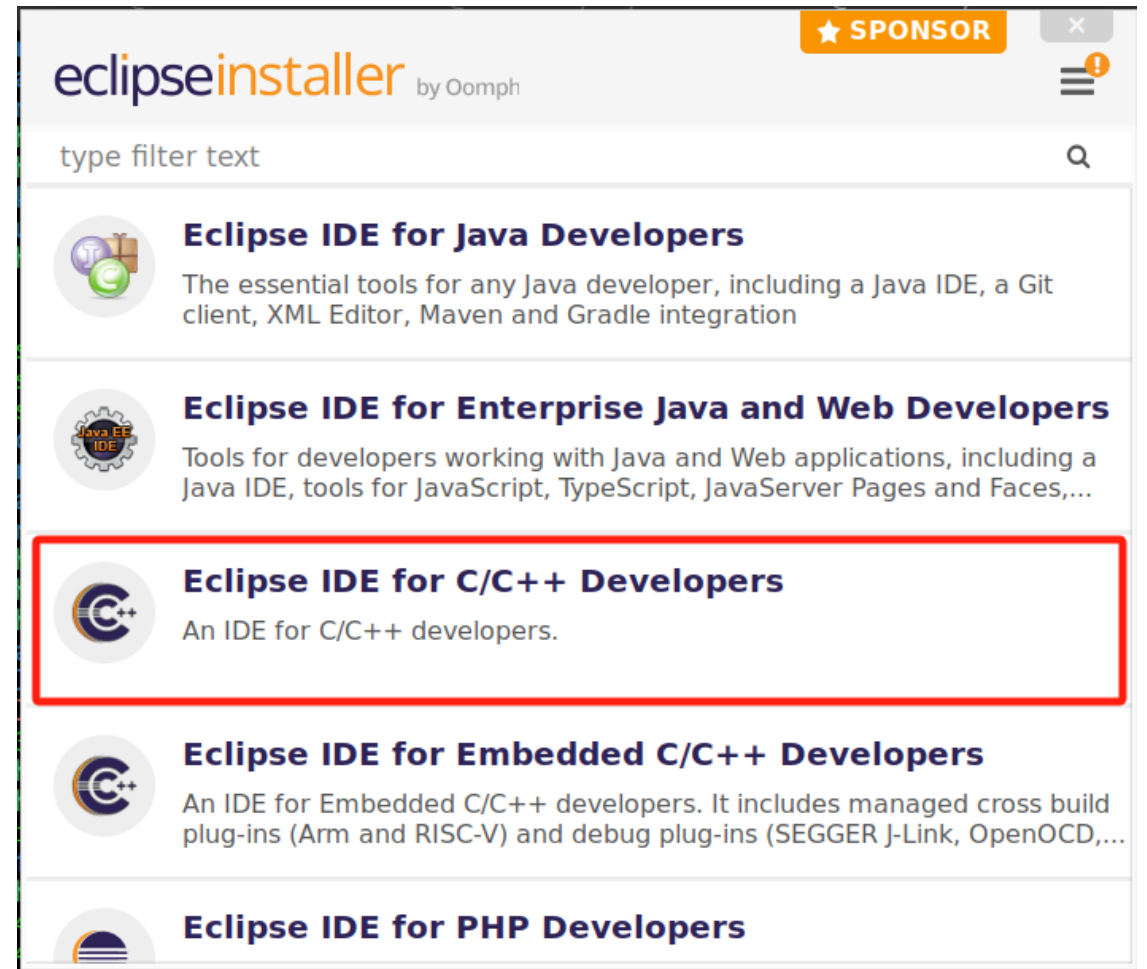 ★ SPONSOR
eclipseinstaller by Oomph
type filter text
Eclipse IDE for Java Developers
The essential tools for any Java developer, including a Java IDE, a Git
client, XML Editor, Maven and Gradle integration
Eclipse IDE for Enterprise Java and Web Developers
Java EE
IDE
Tools for developers working with Java and Web applications, including a
Java IDE, tools for JavaScript, TypeScript, JavaServer Pages and Faces,...
Eclipse IDE for C/C++ Developers
C++
An IDE for C/C++ developers.
Eclipse IDE for Embedded C/C++ Developers
C++
An IDE for Embedded C/C++ developers. It includes managed cross build
plug-ins (Arm and RISC-V) and debug plug-ins (SEGGER J-Link, OpenOCD,...
Eclipse IDE for PHP Developers